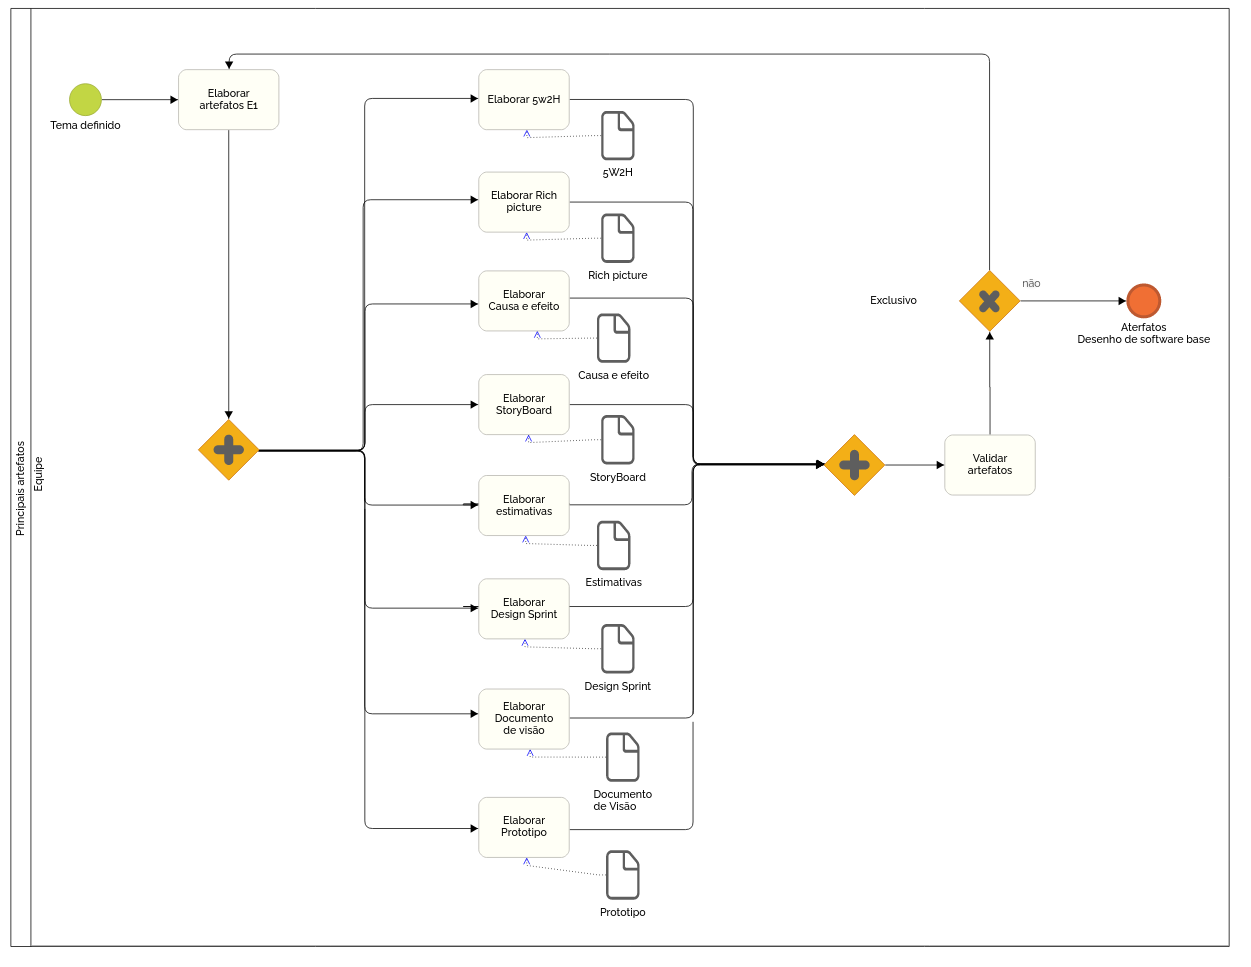 Principais artefatos
Equipe
Tema definido
Elaborar
artefatos E1
Elaborar 5w2H
5W2H
Elaborar Rich
picture
Rich picture
Elaborar
Causa e efeito
Causa e efeito
Elaborar
StoryBoard
StoryBoard
Elaborar
estimativas
Estimativas
Elaborar
Design Sprint
Design Sprint
Elaborar
Documento
de visão
Documento
de Visão
Elaborar
Prototipo
Prototipo
Validar
artefatos
Exclusivo
não
Aterfatos
Desenho de software base